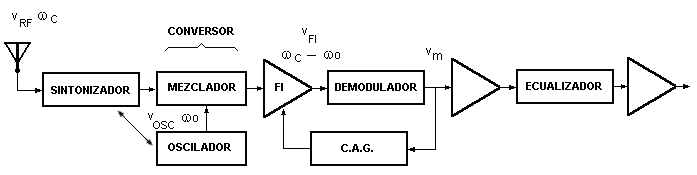 v RF ω C
CONVERSOR
v FI
ω C − ωo
v m
SINTONIZADOR
MEZCLADOR
FI
DEMODULADOR
ECUALIZADOR
v OSC ωo
OSCILADOR
C.A.G.